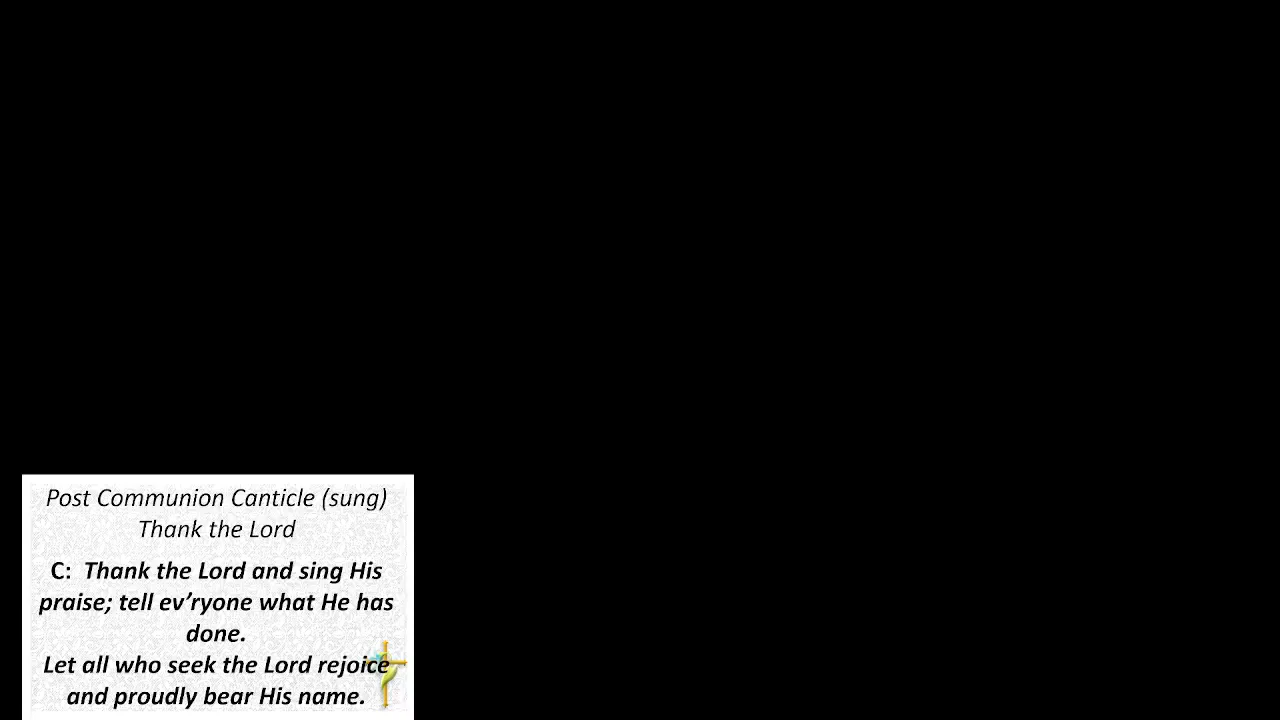 Post Communion Canticle (sung)
Thank the Lord
C: Thank the Lord and sing His
praise; tell ev’ryone what He has
done.
Let all who seek the Lord rejoice
and proudly bear His name.